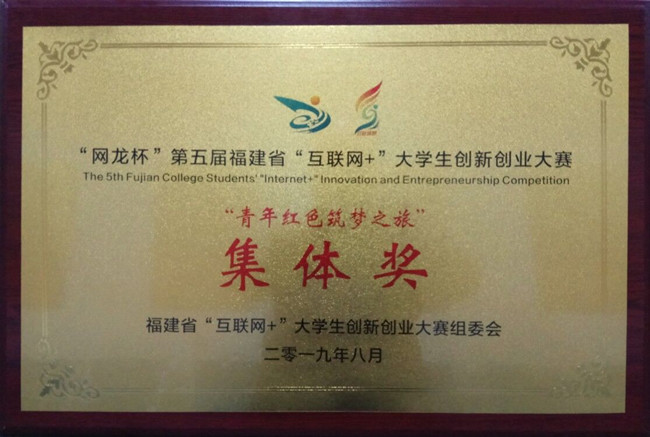 “网龙杯”第五届福建省“互联网+”大学生创新创业大赛
The 5th Fujian College Students' "Internet+" Innovation and Entrepreneurship Competition
“青年红色筑梦之旅”
集体奖
福建省“互联网+”大学生创新创业大赛组委会
二零一九年八月